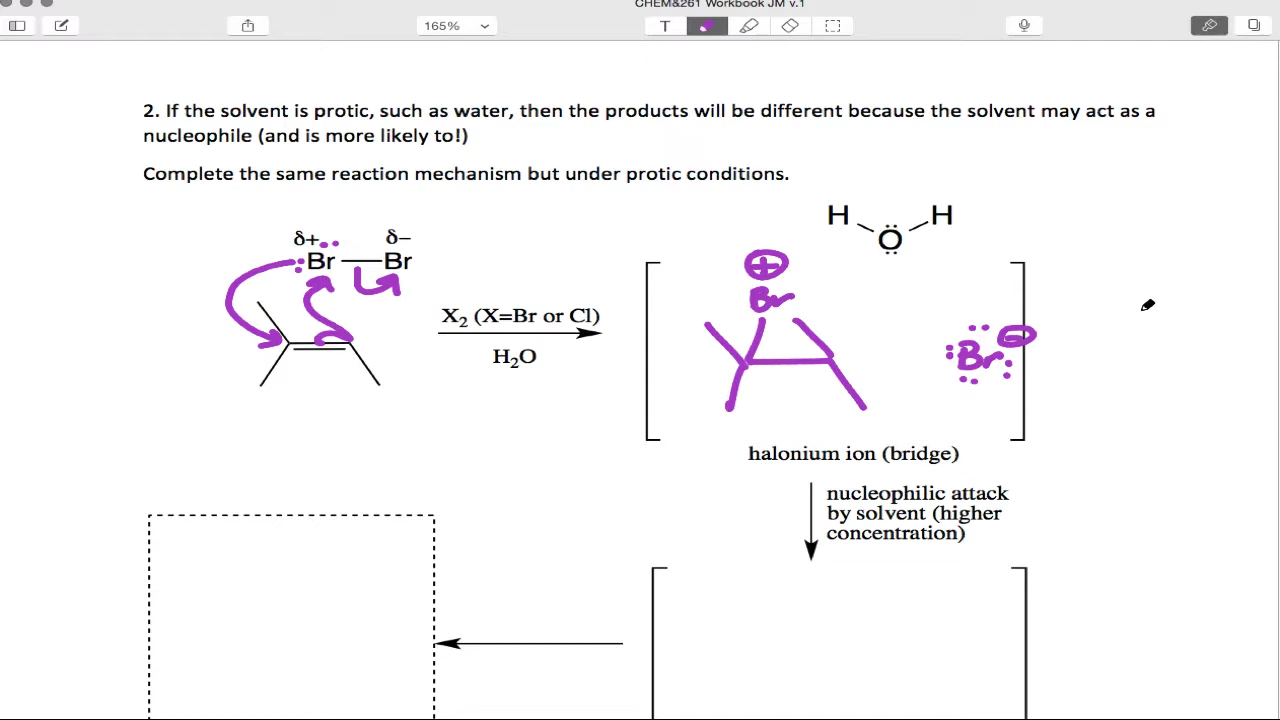 CHEM&261 Workbook JM v.1
165%
T
2. If the solvent is protic, such as water, then the products will be different because the solvent may act as a
nucleophile (and is more likely to!)
Complete the same reaction mechanism but under protic conditions.
H H
O
δ+ δ−
Br Br
+
Br
X₂ (X=Br or Cl)
H₂O
Br −
halonium ion (bridge)
nucleophilic attack
by solvent (higher
concentration)